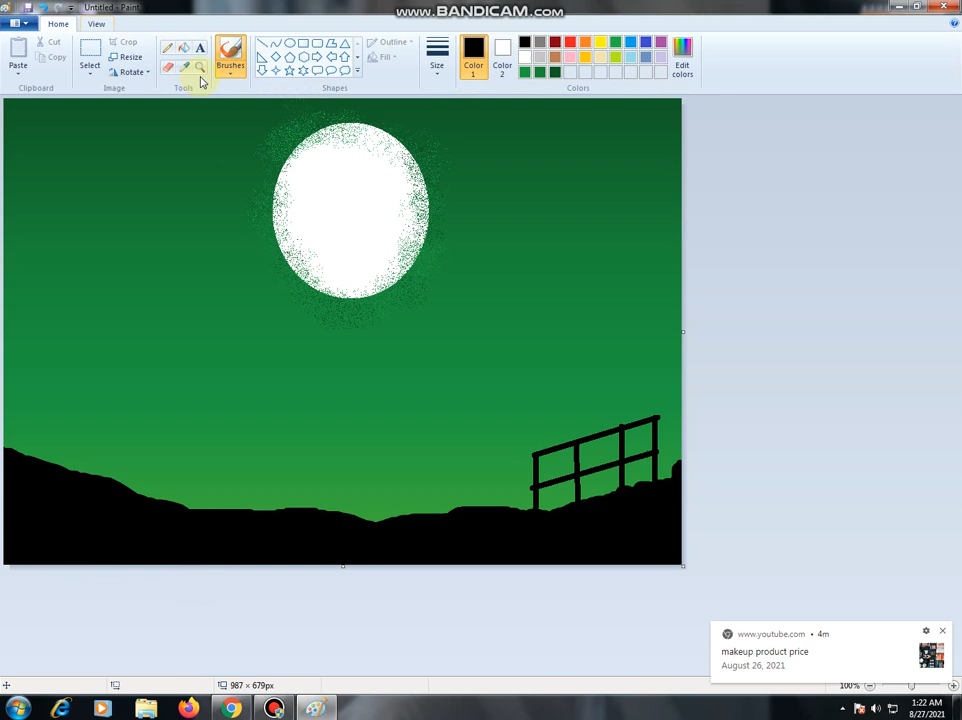 Untitled - Paint
www.BANDICAM.com
Home
View
Paste
Cut
Copy
Clipboard
Select
Crop
Resize
Rotate
Image
A
Tools
Brushes
Shapes
Outline
Fill
Size
Color
1
Color
2
Edit
colors
Colors
www.youtube.com • 4m
makeup product price
August 26, 2021
987 × 679px
100%
1:22 AM
8/27/2021